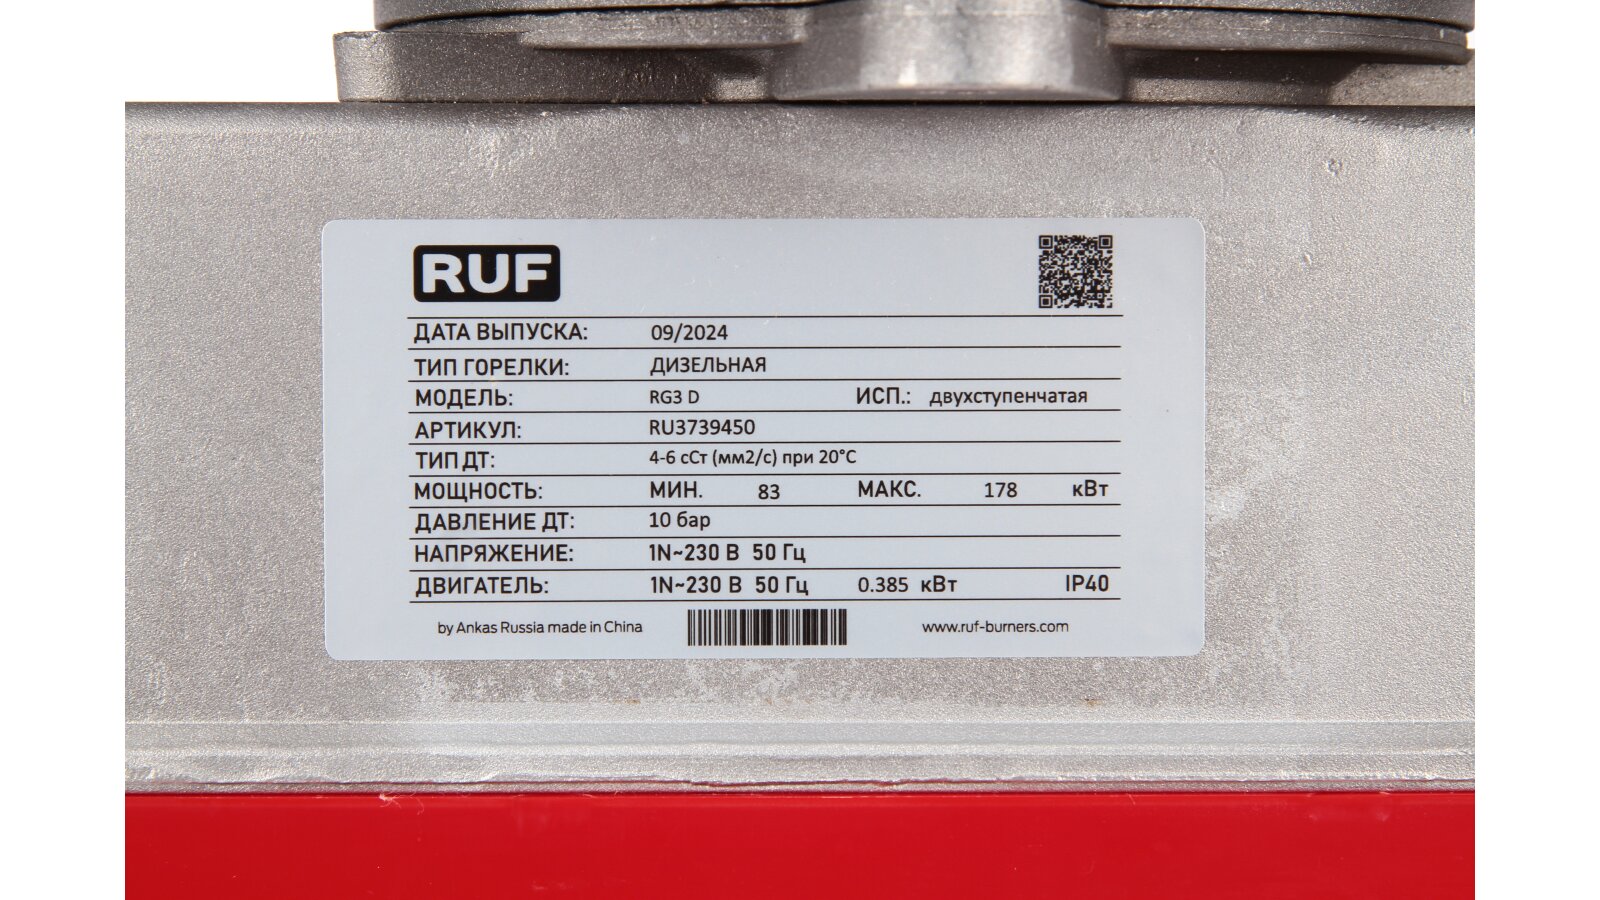 RUF
ДАТА ВЫПУСКА: 09/2024
ТИП ГОРЕЛКИ: ДИЗЕЛЬНАЯ
МОДЕЛЬ: RG3 D ИСП.: двухступенчатая
АРТИКУЛ: RU3739450
ТИП ДТ: 4-6 сСт (мм2/с) при 20°C
МОЩНОСТЬ: МИН. 83 МАКС. 178 кВт
ДАВЛЕНИЕ ДТ: 10 бар
НАПРЯЖЕНИЕ: 1N~230 В 50 Гц
ДВИГАТЕЛЬ: 1N~230 В 50 Гц 0.385 кВт IP40
by Ankas Russia made in China www.ruf-burners.com